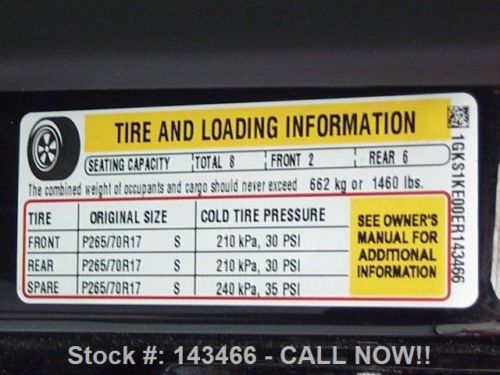 TIRE AND LOADING INFORMATION
SEATING CAPACITY TOTAL 8 FRONT 2 REAR 6
The combined weight of occupants and cargo should never exceed 662 kg or 1460 lbs.
TIRE ORIGINAL SIZE COLD TIRE PRESSURE
FRONT P265/70R17 S 210 kPa, 30 PSI
REAR P265/70R17 S 210 kPa, 30 PSI
SPARE P265/70R17 S 240 kPa, 35 PSI
SEE OWNER'S
MANUAL FOR
ADDITIONAL
INFORMATION
1GKS1KE00ER143466
Stock #: 143466 - CALL NOW!!